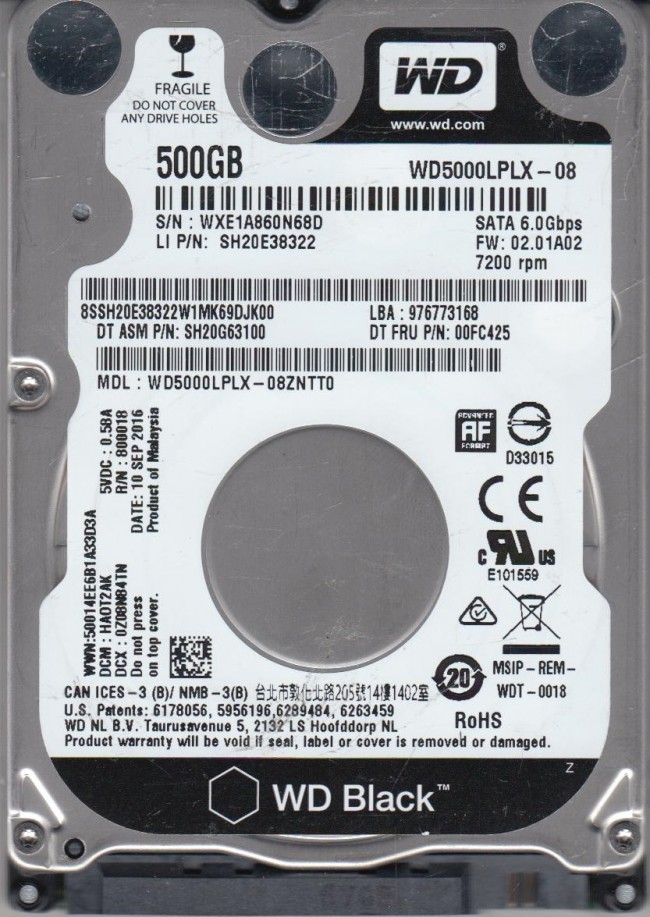 FRAGILE
DO NOT COVER
ANY DRIVE HOLES
WD®
www.wd.com
500GB
WD5000LPLX-08
S/N : WXE1A860N68D
LI P/N: SH20E38322
SATA 6.0Gbps
FW: 02.01A02
7200 rpm
8SSH20E38322W1MK69DJK00
LBA : 976773168
DT ASM P/N: SH20G63100
DT FRU P/N: 00FC425
MDL : WD5000LPLX-08ZNTT0
5VDC : 0.58A
R/N : 800018
DATE: 10 SEP 2016
Product of Malaysia
WWN:50014EE6B1A33D3A
DCM : HAOT2AK
DCX : 0Z08NB4TN
Do not press
on top cover.
ADVANCED
AF
FORMAT
D33015
CE
c UR us
E101559
20
MSIP-REM-
WDT-0018
RoHS
CAN ICES-3 (B)/ NMB-3(B) 台北市敦化北路205號14樓1402室
U.S. Patents: 6178056, 5956196,6289484, 6263459
WD NL B.V. Taurusavenue 5, 2132 LS Hoofddorp NL
Product warranty will be void if seal, label or cover is removed or damaged.
Z
WD Black™